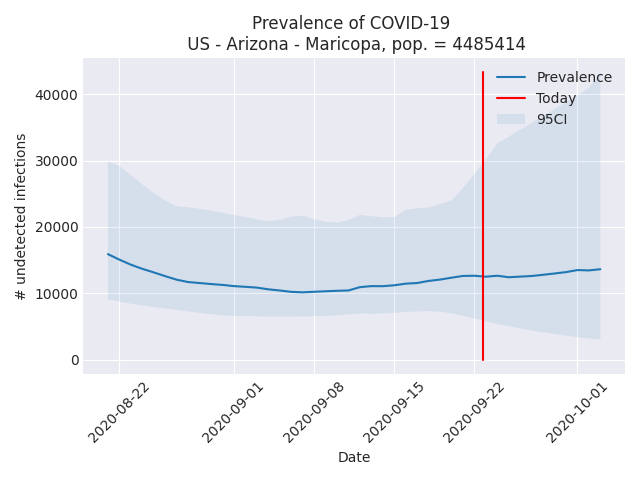 Prevalence of COVID-19
US - Arizona - Maricopa, pop. = 4485414
Prevalence
Today
95CI
# undetected infections
40000
30000
20000
10000
0
2020-08-22
2020-09-01
2020-09-08
2020-09-15
2020-09-22
2020-10-01
Date